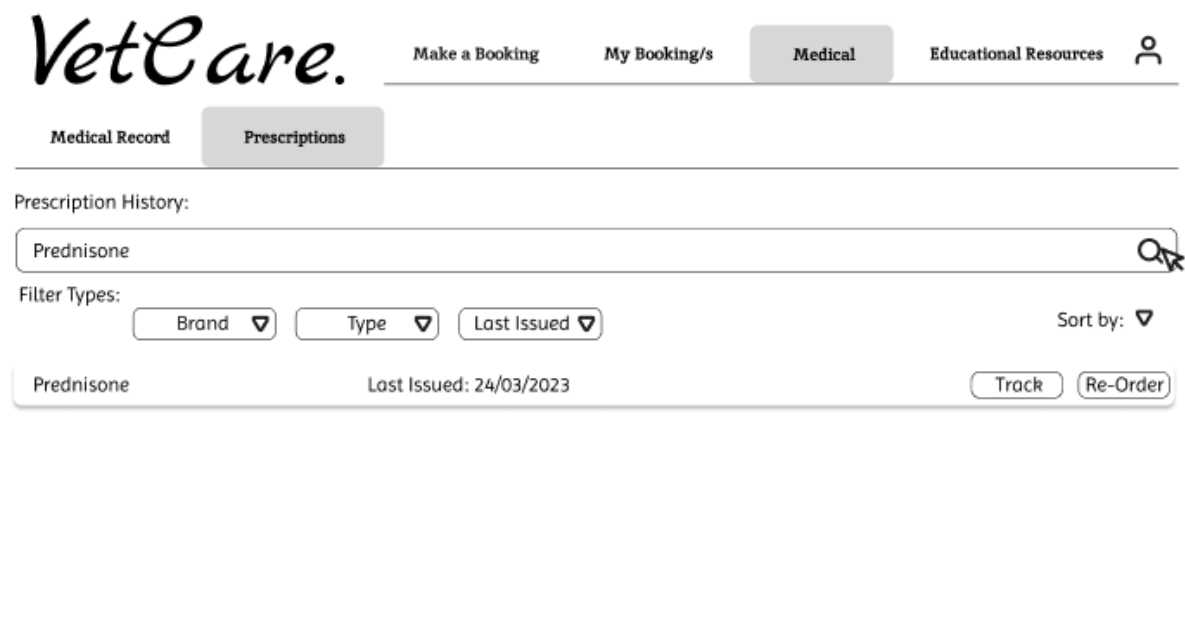 VetCare.
Make a Booking My Booking/s Medical Educational Resources
Medical Record Prescriptions
Prescription History:
Prednisone
Filter Types:
Brand Type Last Issued Sort by:
Prednisone Last Issued: 24/03/2023 Track Re-Order